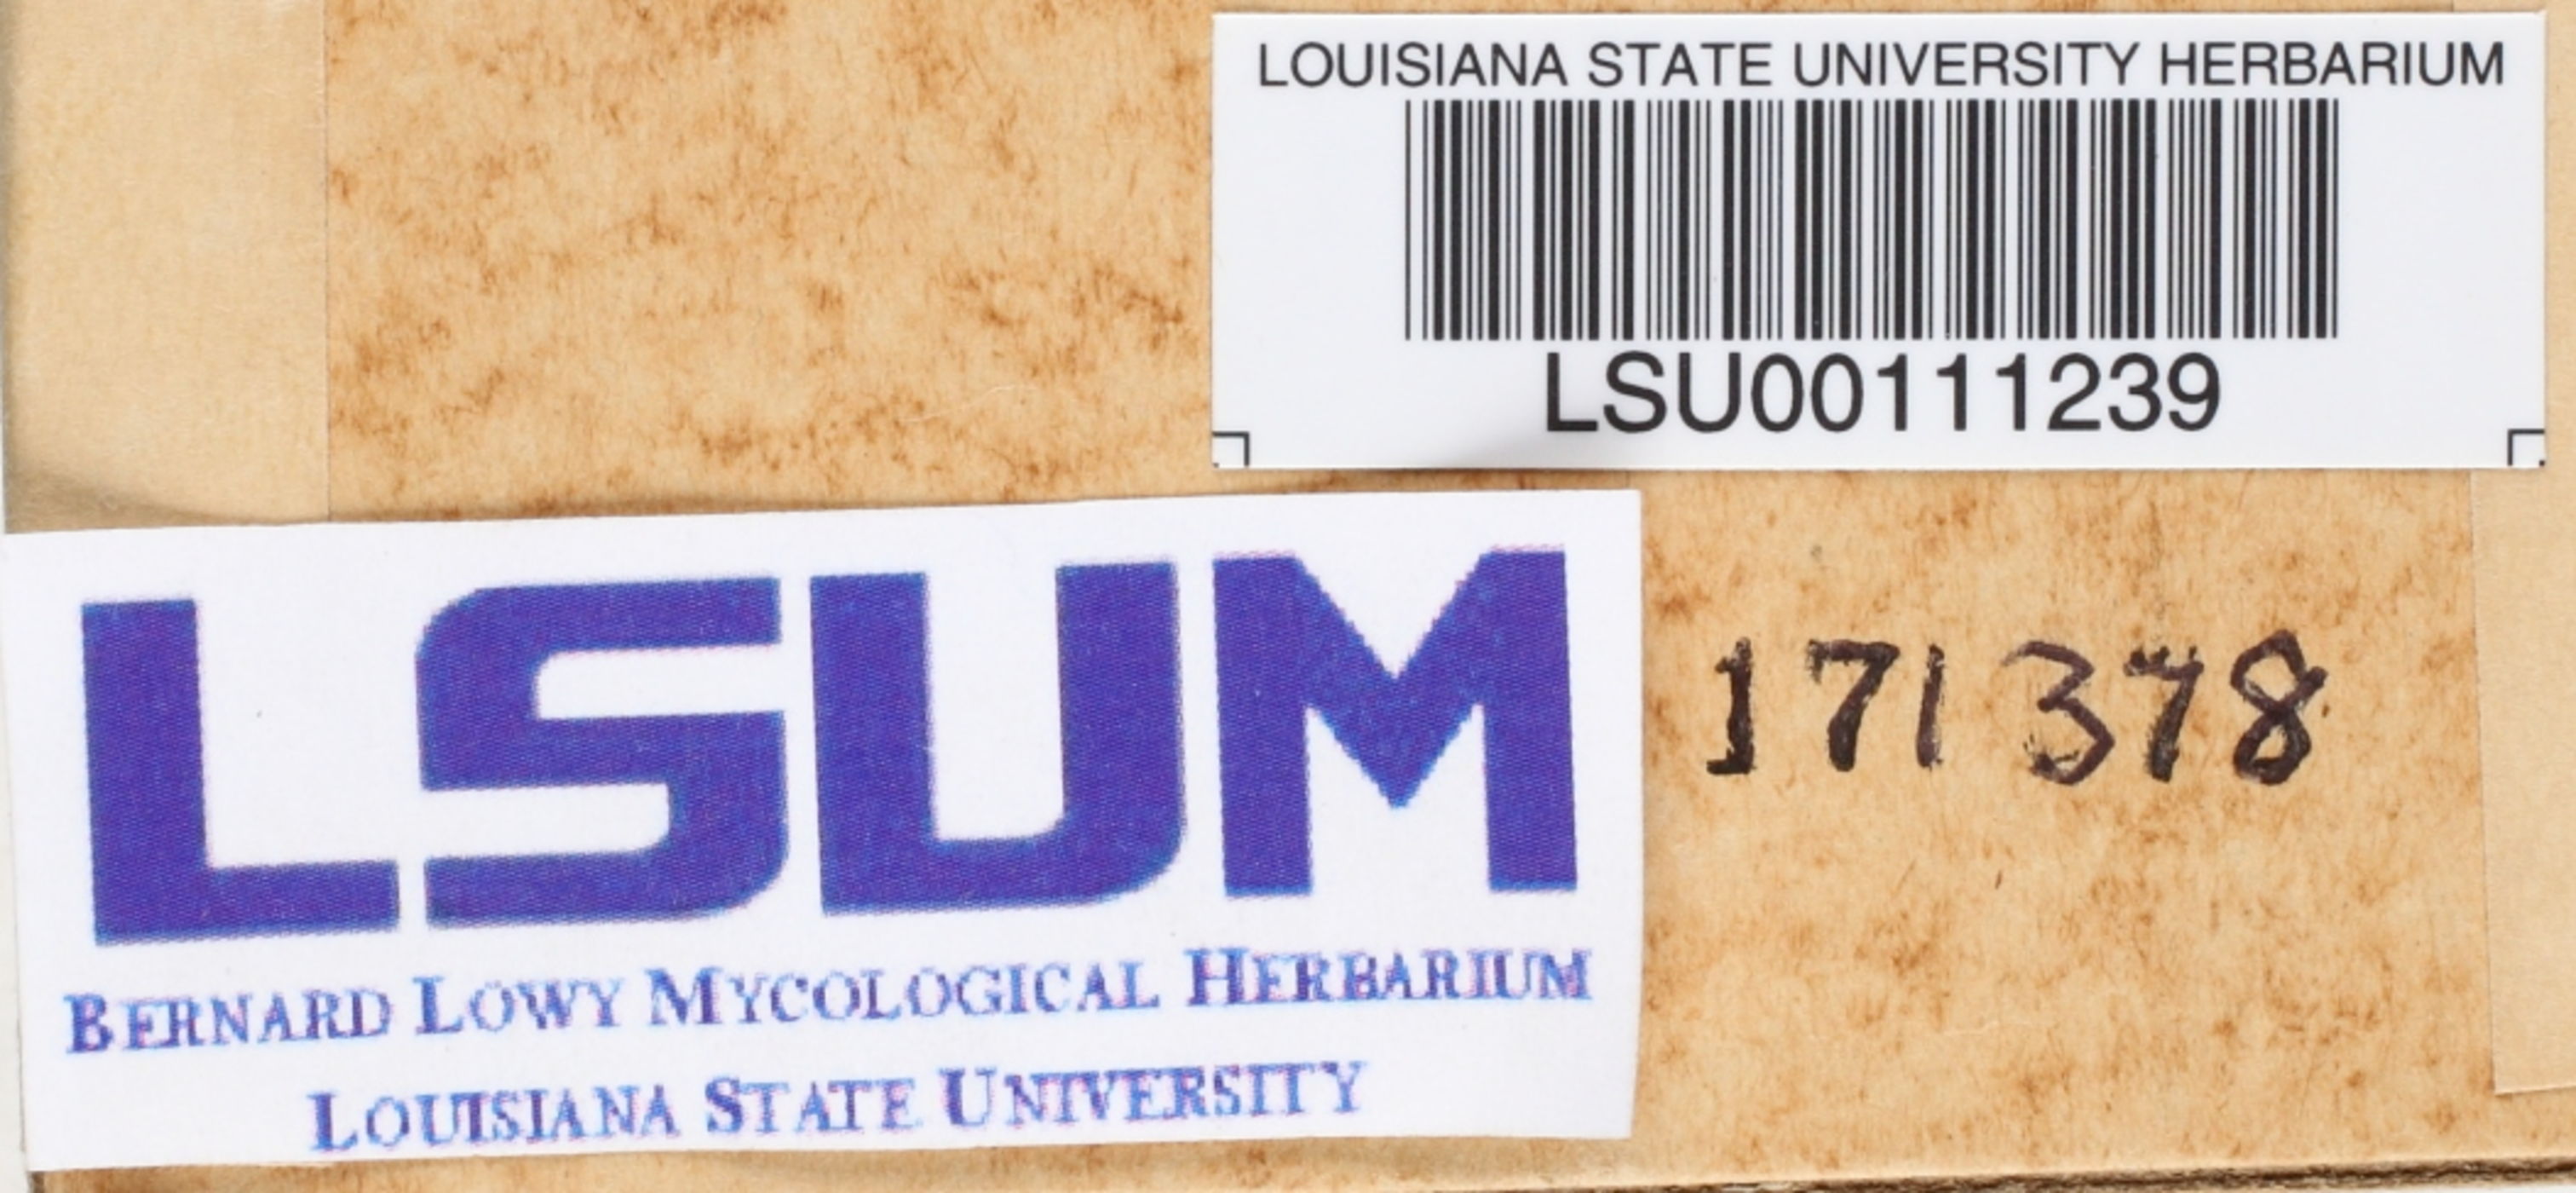 LOUISIANA STATE UNIVERSITY HERBARIUM
LSU00111239
LSUM
171378
BERNARD LOWY MYCOLOGICAL HERBARIUM
LOUISIANA STATE UNIVERSITY